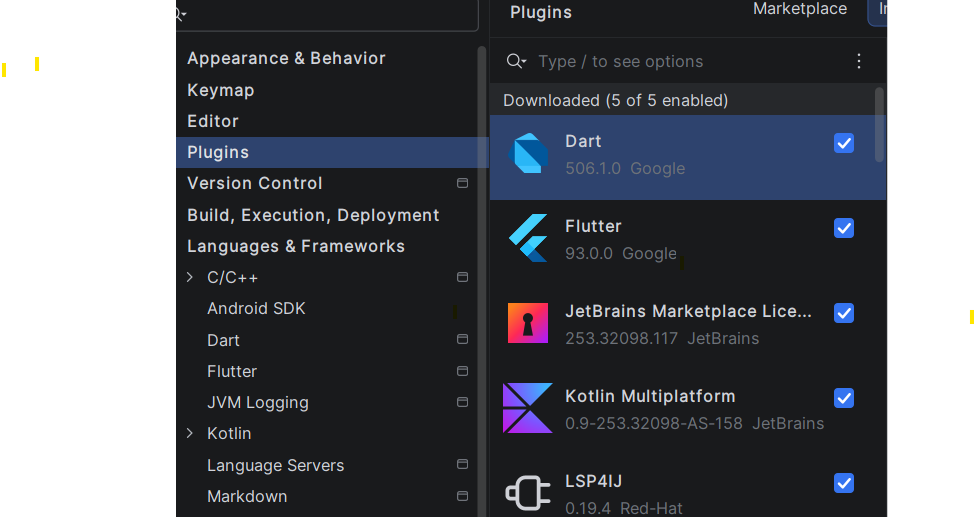 Appearance & Behavior
Keymap
Editor
Plugins
Version Control
Build, Execution, Deployment
Languages & Frameworks
C/C++
Android SDK
Dart
Flutter
JVM Logging
Kotlin
Language Servers
Markdown
Plugins
Marketplace
Type / to see options
Downloaded (5 of 5 enabled)
Dart
506.1.0 Google
Flutter
93.0.0 Google
JetBrains Marketplace Lice...
253.32098.117 JetBrains
Kotlin Multiplatform
0.9-253.32098-AS-158 JetBrains
LSP4IJ
0.19.4 Red-Hat